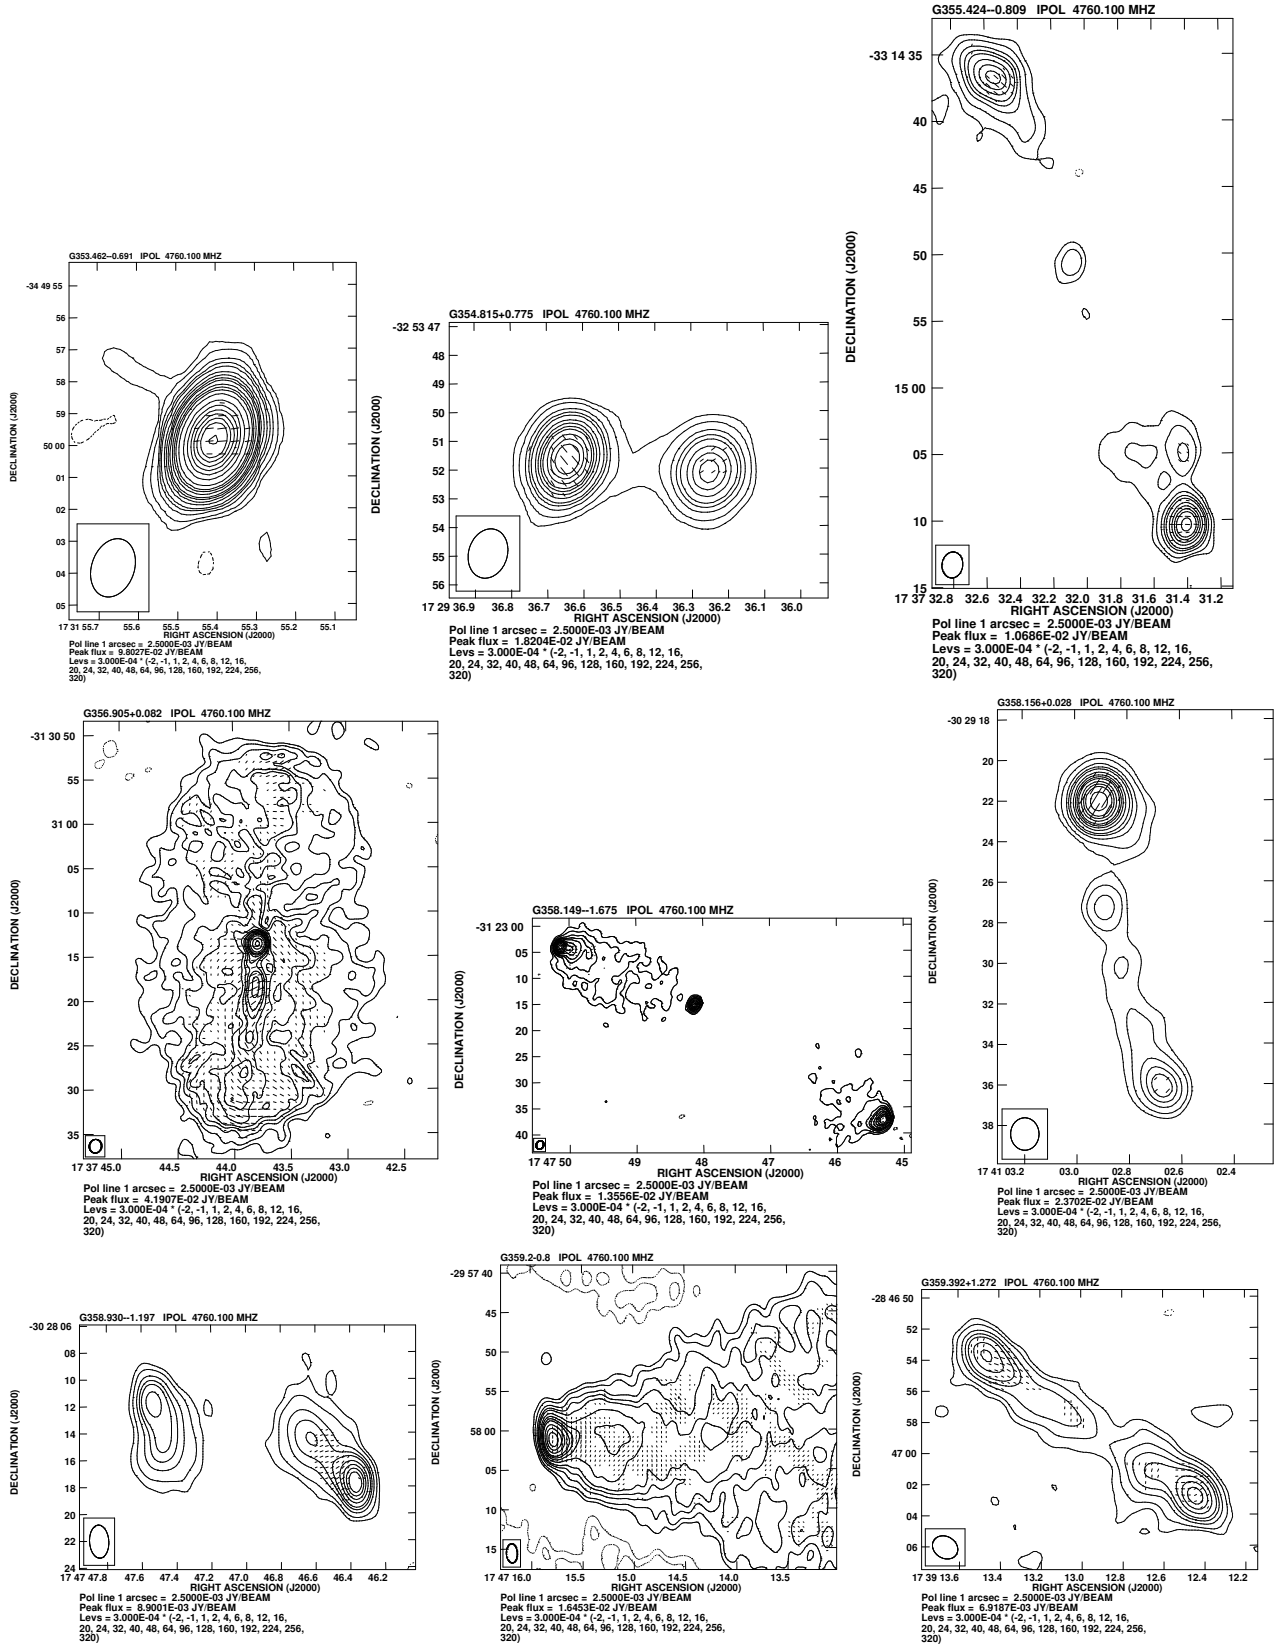 G355.424--0.809 IPOL 4760.100 MHZ
-33 14 35
40
45
50
55
15 00
05
10
15
DECLINATION (J2000)
17 37 32.8 32.6 32.4 32.2 32.0 31.8 31.6 31.4 31.2
RIGHT ASCENSION (J2000)
Pol line 1 arcsec = 2.5000E-03 JY/BEAM
Peak flux = 1.0686E-02 JY/BEAM
Levs = 3.000E-04 * (-2, -1, 1, 2, 4, 6, 8, 12, 16,
20, 24, 32, 40, 48, 64, 96, 128, 160, 192, 224, 256,
320)
G353.462--0.691 IPOL 4760.100 MHZ
-34 49 55
56
57
58
59
50 00
01
02
03
04
05
DECLINATION (J2000)
17 31 55.7 55.6 55.5 55.4 55.3 55.2 55.1
RIGHT ASCENSION (J2000)
Pol line 1 arcsec = 2.5000E-03 JY/BEAM
Peak flux = 9.8027E-02 JY/BEAM
Levs = 3.000E-04 * (-2, -1, 1, 2, 4, 6, 8, 12, 16,
20, 24, 32, 40, 48, 64, 96, 128, 160, 192, 224, 256,
320)
G354.815+0.775 IPOL 4760.100 MHZ
-32 53 47
48
49
50
51
52
53
54
55
56
DECLINATION (J2000)
17 29 36.9 36.8 36.7 36.6 36.5 36.4 36.3 36.2 36.1 36.0
RIGHT ASCENSION (J2000)
Pol line 1 arcsec = 2.5000E-03 JY/BEAM
Peak flux = 1.8204E-02 JY/BEAM
Levs = 3.000E-04 * (-2, -1, 1, 2, 4, 6, 8, 12, 16,
20, 24, 32, 40, 48, 64, 96, 128, 160, 192, 224, 256,
320)
G356.905+0.082 IPOL 4760.100 MHZ
-31 30 50
55
31 00
05
10
15
20
25
30
35
DECLINATION (J2000)
17 37 45.0 44.5 44.0 43.5 43.0 42.5
RIGHT ASCENSION (J2000)
Pol line 1 arcsec = 2.5000E-03 JY/BEAM
Peak flux = 4.1907E-02 JY/BEAM
Levs = 3.000E-04 * (-2, -1, 1, 2, 4, 6, 8, 12, 16,
20, 24, 32, 40, 48, 64, 96, 128, 160, 192, 224, 256,
320)
G358.149--1.675 IPOL 4760.100 MHZ
-31 23 00
05
10
15
20
25
30
35
40
DECLINATION (J2000)
17 47 50 49 48 47 46 45
RIGHT ASCENSION (J2000)
Pol line 1 arcsec = 2.5000E-03 JY/BEAM
Peak flux = 1.3556E-02 JY/BEAM
Levs = 3.000E-04 * (-2, -1, 1, 2, 4, 6, 8, 12, 16,
20, 24, 32, 40, 48, 64, 96, 128, 160, 192, 224, 256,
320)
G358.156+0.028 IPOL 4760.100 MHZ
-30 29 18
20
22
24
26
28
30
32
34
36
38
DECLINATION (J2000)
17 41 03.2 03.0 02.8 02.6 02.4
RIGHT ASCENSION (J2000)
Pol line 1 arcsec = 2.5000E-03 JY/BEAM
Peak flux = 2.3702E-02 JY/BEAM
Levs = 3.000E-04 * (-2, -1, 1, 2, 4, 6, 8, 12, 16,
20, 24, 32, 40, 48, 64, 96, 128, 160, 192, 224, 256,
320)
G358.930--1.197 IPOL 4760.100 MHZ
-30 28 06
08
10
12
14
16
18
20
22
24
DECLINATION (J2000)
17 47 47.8 47.6 47.4 47.2 47.0 46.8 46.6 46.4 46.2
RIGHT ASCENSION (J2000)
Pol line 1 arcsec = 2.5000E-03 JY/BEAM
Peak flux = 8.9001E-03 JY/BEAM
Levs = 3.000E-04 * (-2, -1, 1, 2, 4, 6, 8, 12, 16,
20, 24, 32, 40, 48, 64, 96, 128, 160, 192, 224, 256,
320)
G359.2-0.8 IPOL 4760.100 MHZ
-29 57 40
45
50
55
58 00
05
10
15
DECLINATION (J2000)
17 47 16.0 15.5 15.0 14.5 14.0 13.5
RIGHT ASCENSION (J2000)
Pol line 1 arcsec = 2.5000E-03 JY/BEAM
Peak flux = 1.6453E-02 JY/BEAM
Levs = 3.000E-04 * (-2, -1, 1, 2, 4, 6, 8, 12, 16,
20, 24, 32, 40, 48, 64, 96, 128, 160, 192, 224, 256,
320)
G359.392+1.272 IPOL 4760.100 MHZ
-28 46 50
52
54
56
58
47 00
02
04
06
DECLINATION (J2000)
17 39 13.6 13.4 13.2 13.0 12.8 12.6 12.4 12.2
RIGHT ASCENSION (J2000)
Pol line 1 arcsec = 2.5000E-03 JY/BEAM
Peak flux = 6.9187E-03 JY/BEAM
Levs = 3.000E-04 * (-2, -1, 1, 2, 4, 6, 8, 12, 16,
20, 24, 32, 40, 48, 64, 96, 128, 160, 192, 224, 256,
320)